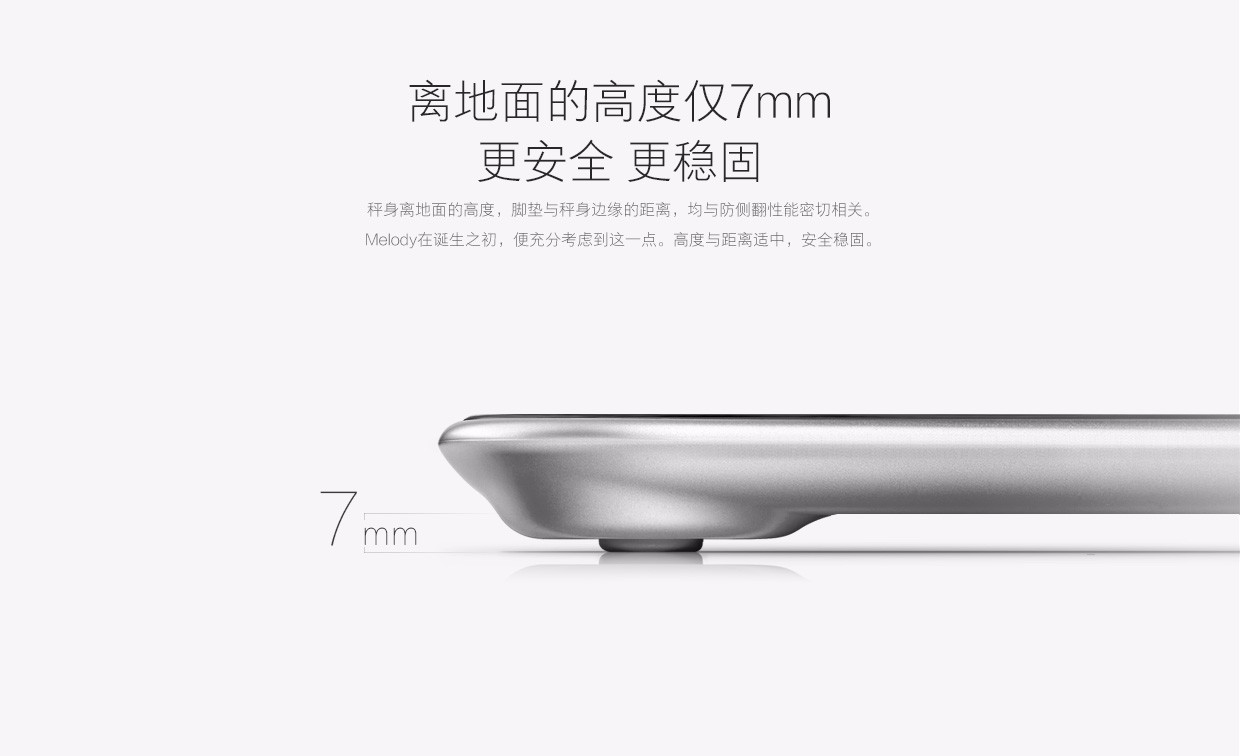 离地面的高度仅7mm
更安全 更稳固
秤身离地面的高度，脚垫与秤身边缘的距离，均与防侧翻性能密切相关。
Melody在诞生之初，便充分考虑到这一点。高度与距离适中，安全稳固。
7mm